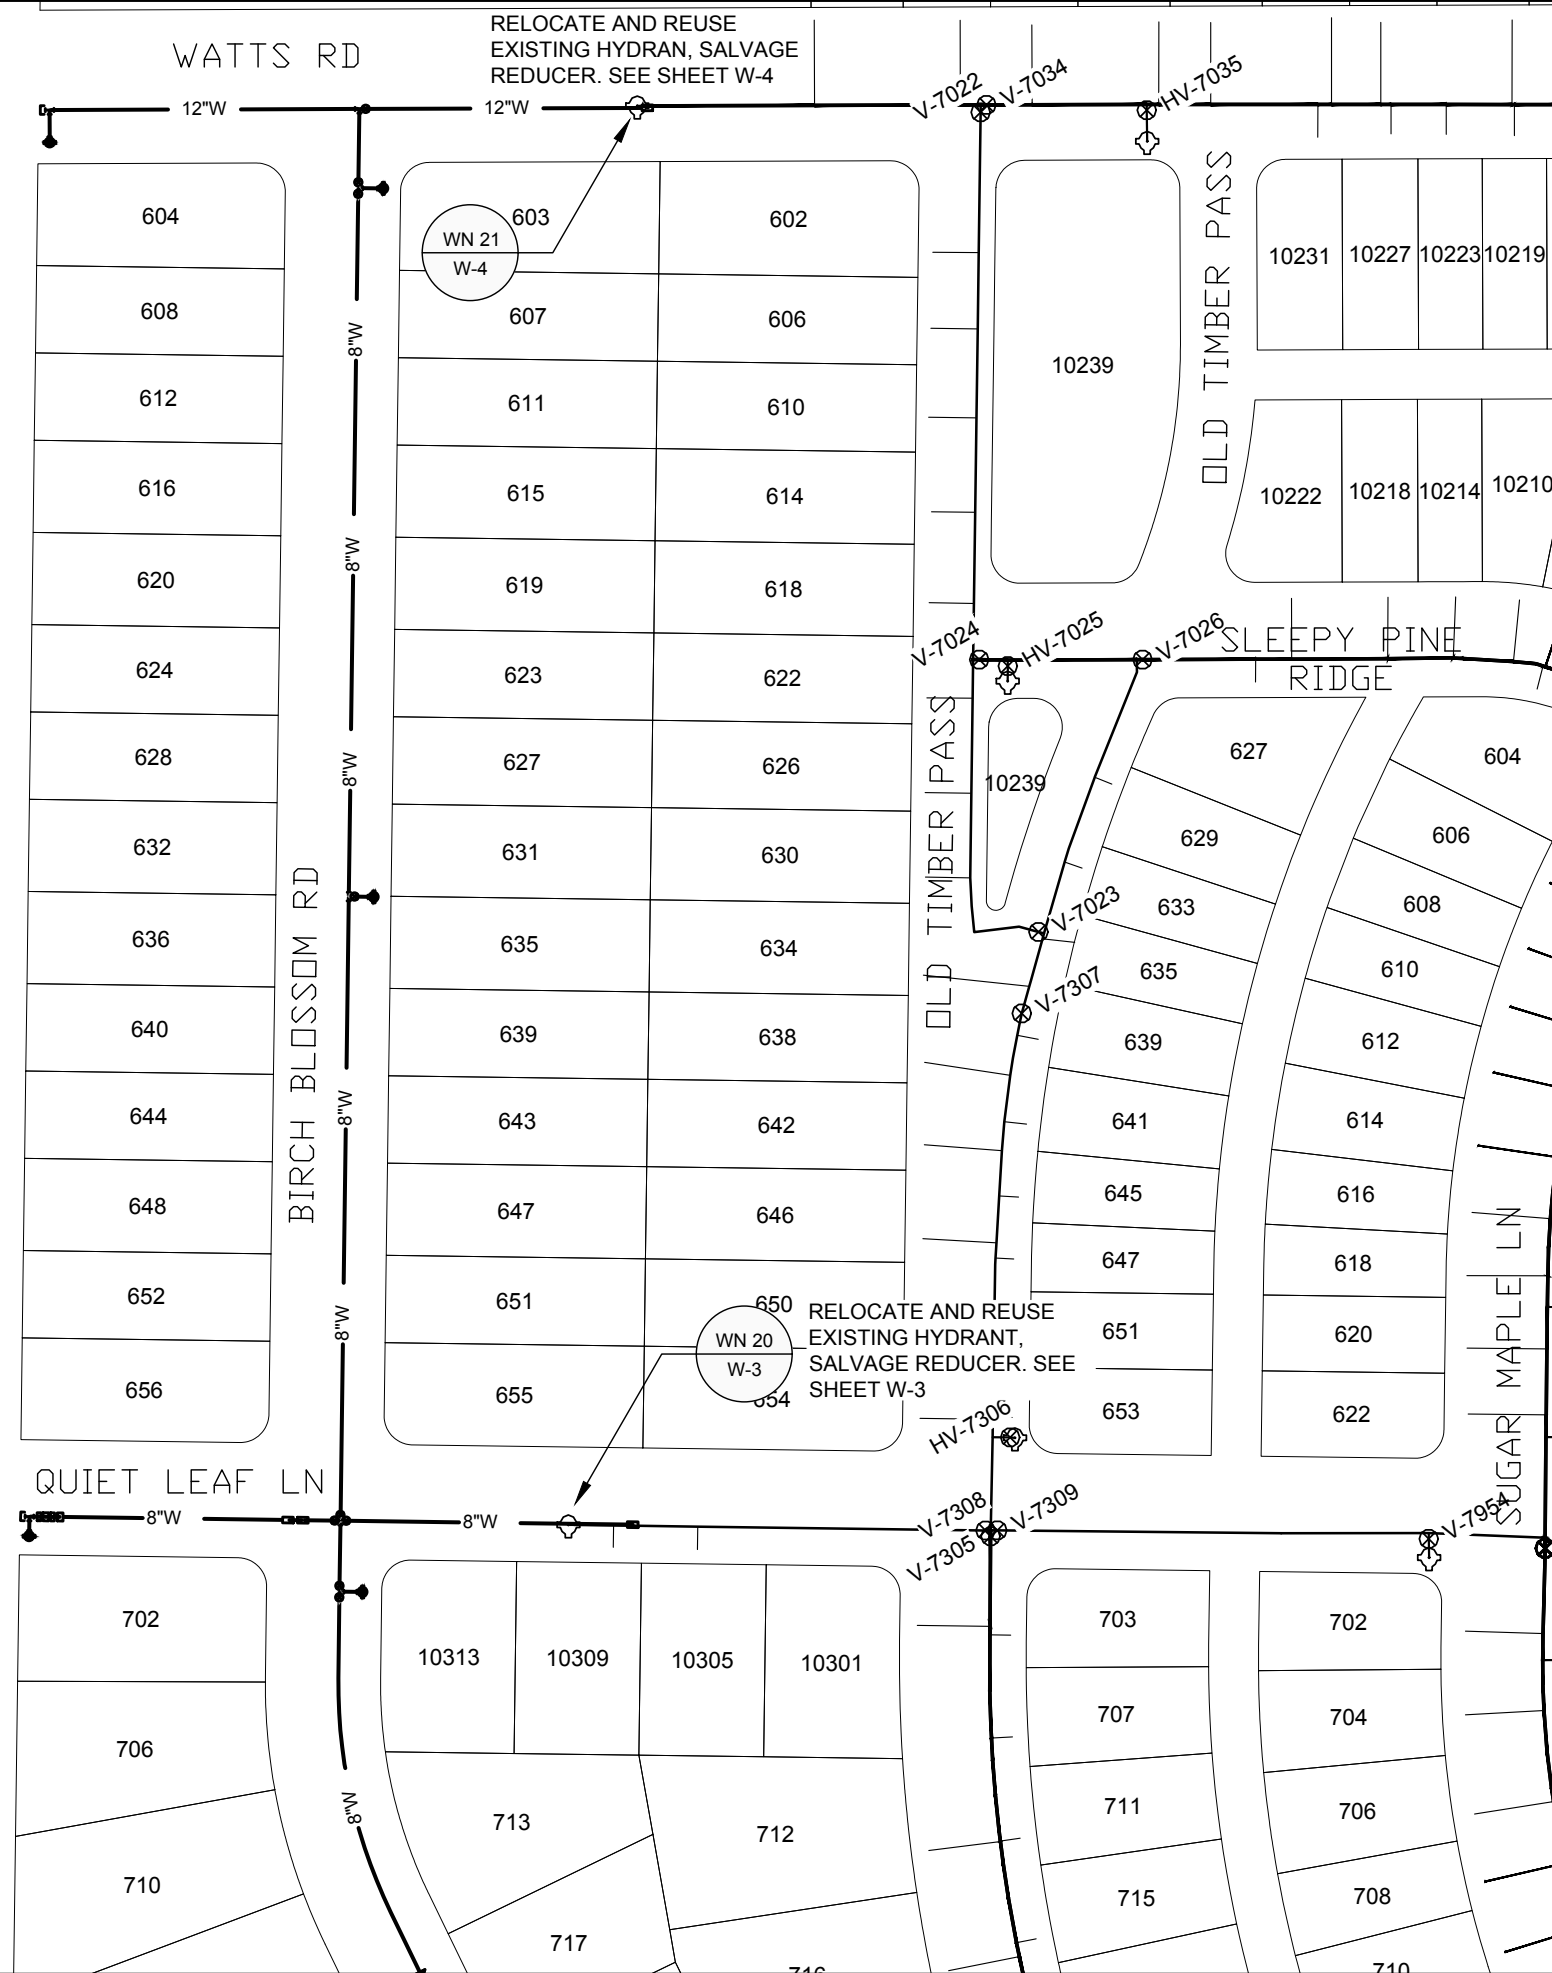 RELOCATE AND REUSE
EXISTING HYDRAN, SALVAGE
REDUCER. SEE SHEET W-4
WATTS RD
12"W
12"W
V-7022
V-7034
HV-7035
604
603
602
WN 21
W-4
OLD TIMBER PASS
10231
10227
10223
10219
608
607
606
8"W
10239
612
611
610
616
615
614
10222
10218
10214
10210
8"W
620
619
618
V-7024
HV-7025
V-7026
SLEEPY PINE
RIDGE
624
623
622
628
627
626
8"W
OLD TIMBER PASS
10239
627
604
632
631
630
629
606
BIRCH BLOSSOM RD
636
635
634
V-7023
633
608
635
610
V-7307
640
639
638
639
612
644
8"W
643
642
641
614
648
647
646
645
616
647
618
SUGAR MAPLE LN
652
8"W
651
650
RELOCATE AND REUSE
EXISTING HYDRANT,
SALVAGE REDUCER. SEE
SHEET W-3
WN 20
W-3
651
620
656
655
654
653
622
HV-7306
QUIET LEAF LN
8"W
8"W
V-7308
V-7309
V-7305
V-7954
702
10313
10309
10305
10301
703
702
706
707
704
8"W
713
712
711
706
710
715
708
717
716
710